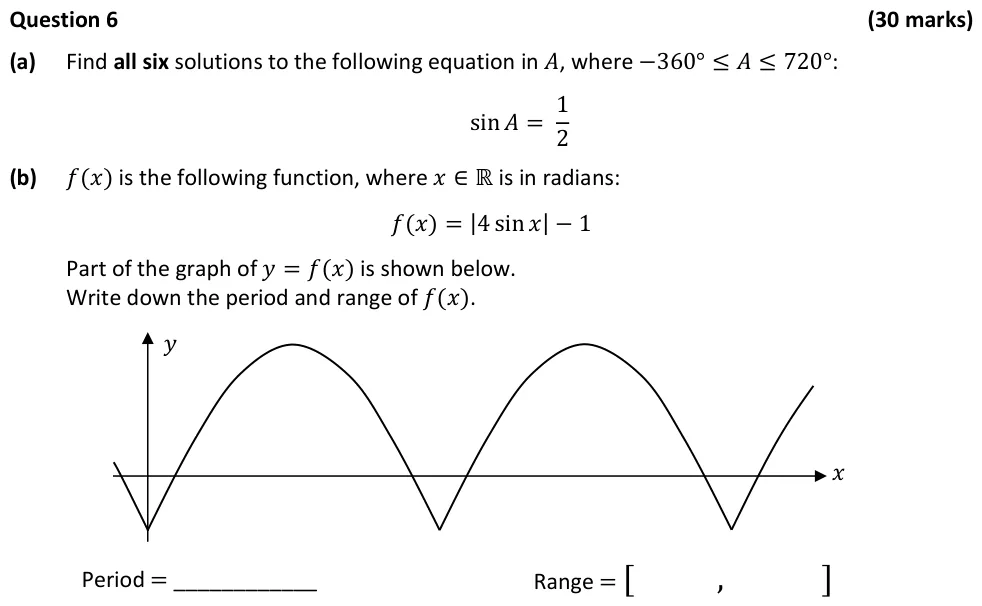 Question 6 (30 marks)
(a) Find all six solutions to the following equation in A, where −360° ≤ A ≤ 720°:
sin A = 1/2
(b) f(x) is the following function, where x ∈ ℝ is in radians:
f(x) = |4 sin x| − 1
Part of the graph of y = f(x) is shown below.
Write down the period and range of f(x).
y
x
Period = ____________ Range = [ , ]